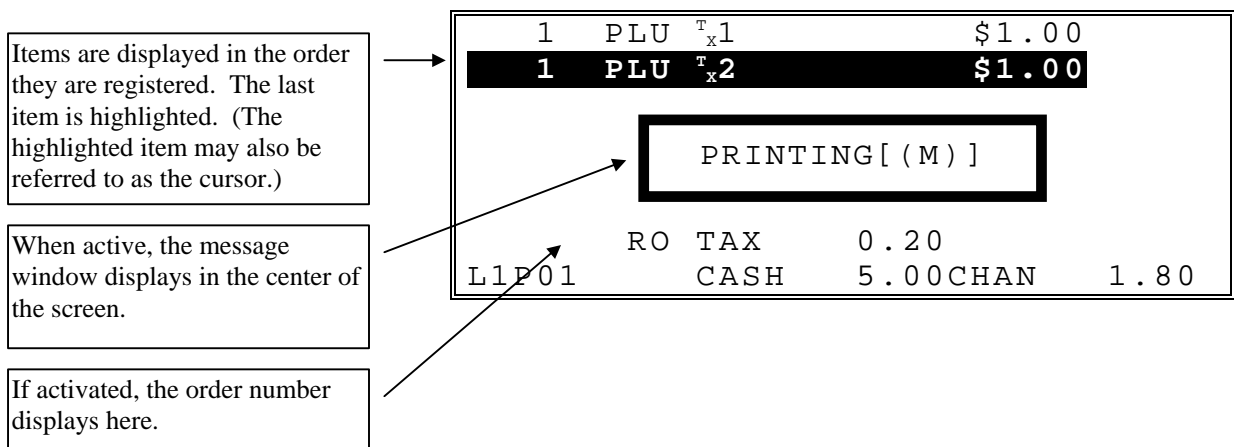 Items are displayed in the order
they are registered.  The last
item is highlighted.  (The
highlighted item may also be
referred to as the cursor.)
When active, the message
window displays in the center of
the screen.
If activated, the order number
displays here.
1 PLU TX1 $1.00
1 PLU TX2 $1.00
PRINTING[(M)]
RO TAX 0.20
L1P01 CASH 5.00CHAN 1.80